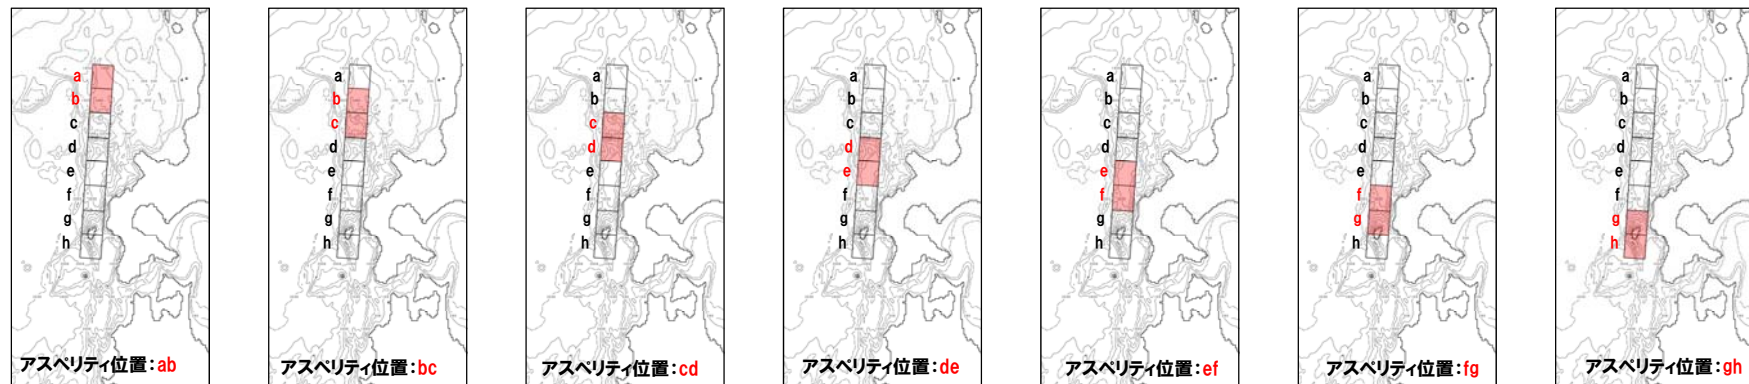 a
b
c
d
e
f
g
h
アスペリティ位置：ab
a
b
c
d
e
f
g
h
アスペリティ位置：bc
a
b
c
d
e
f
g
h
アスペリティ位置：cd
a
b
c
d
e
f
g
h
アスペリティ位置：de
a
b
c
d
e
f
g
h
アスペリティ位置：ef
a
b
c
d
e
f
g
h
アスペリティ位置：fg
a
b
c
d
e
f
g
h
アスペリティ位置：gh